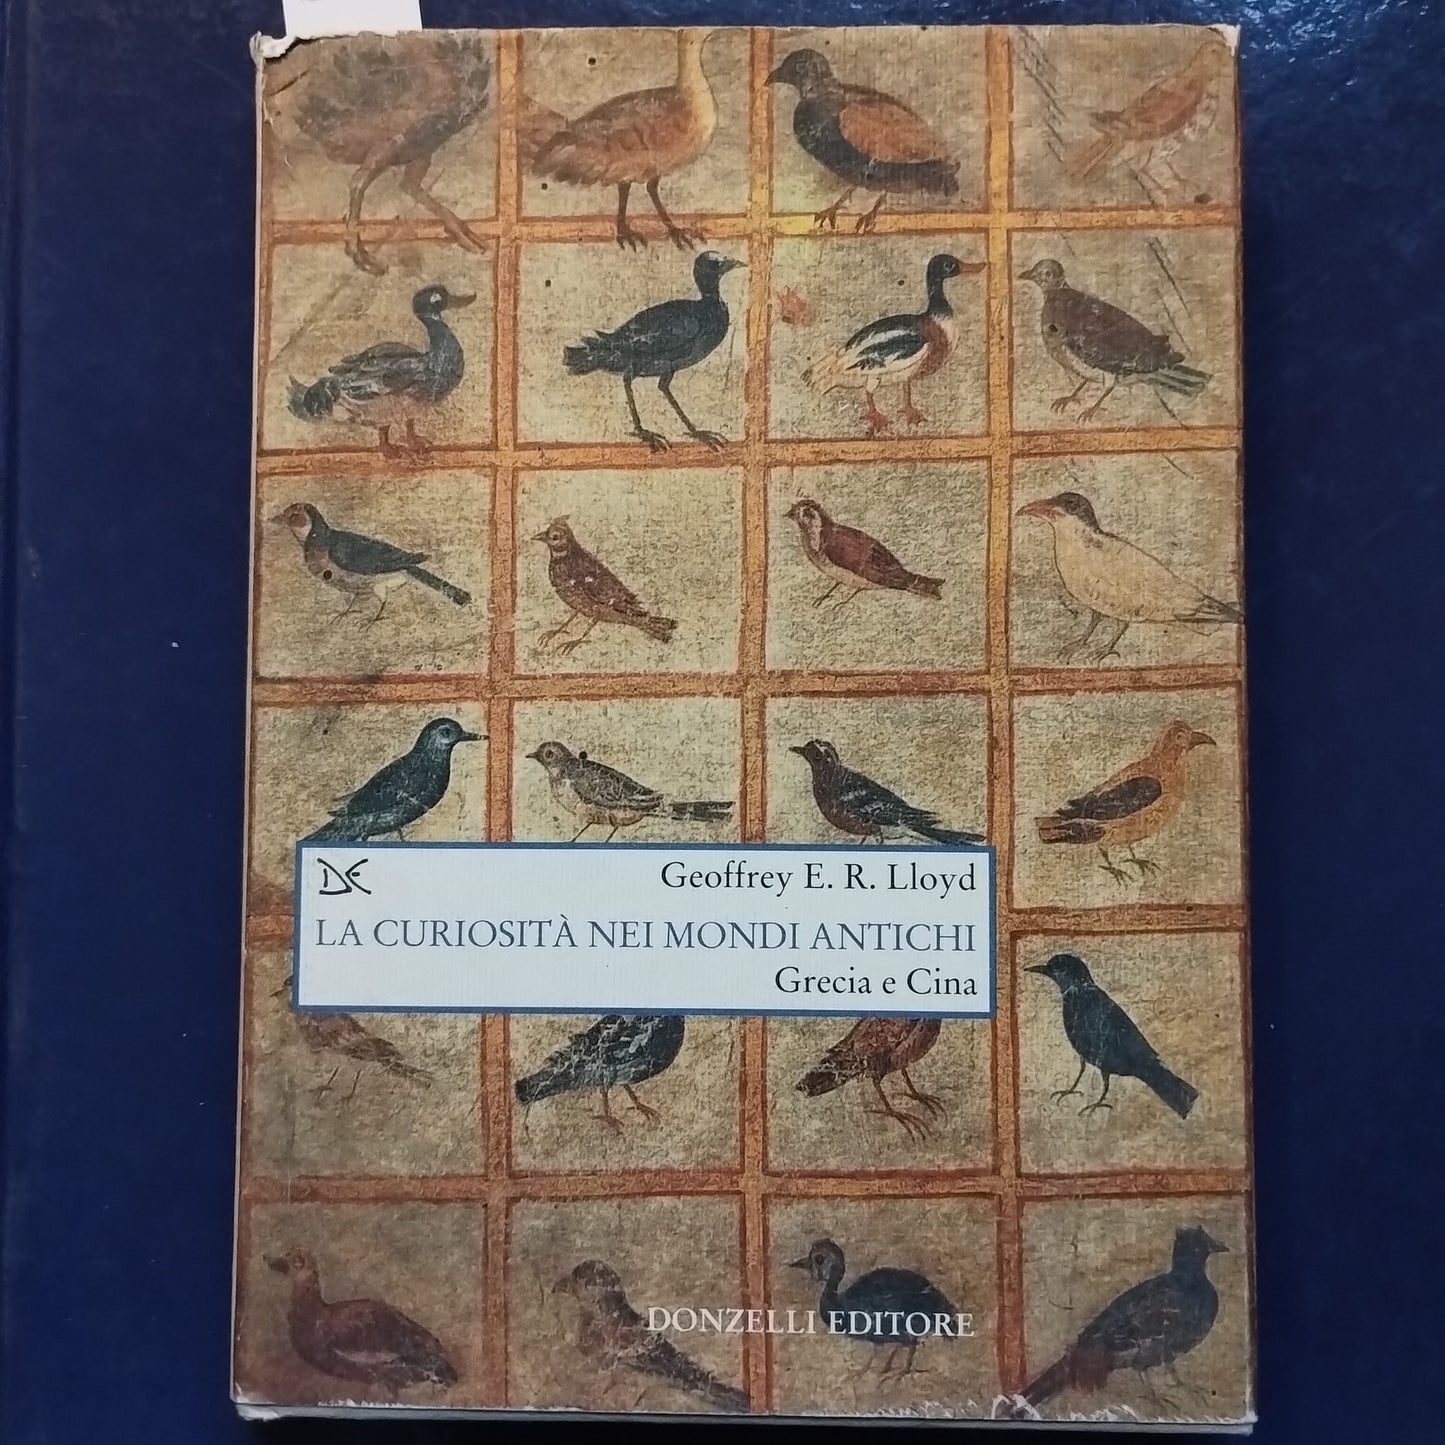 DE
Geoffrey E. R. Lloyd
LA CURIOSITÀ NEI MONDI ANTICHI
Grecia e Cina
DONZELLI EDITORE